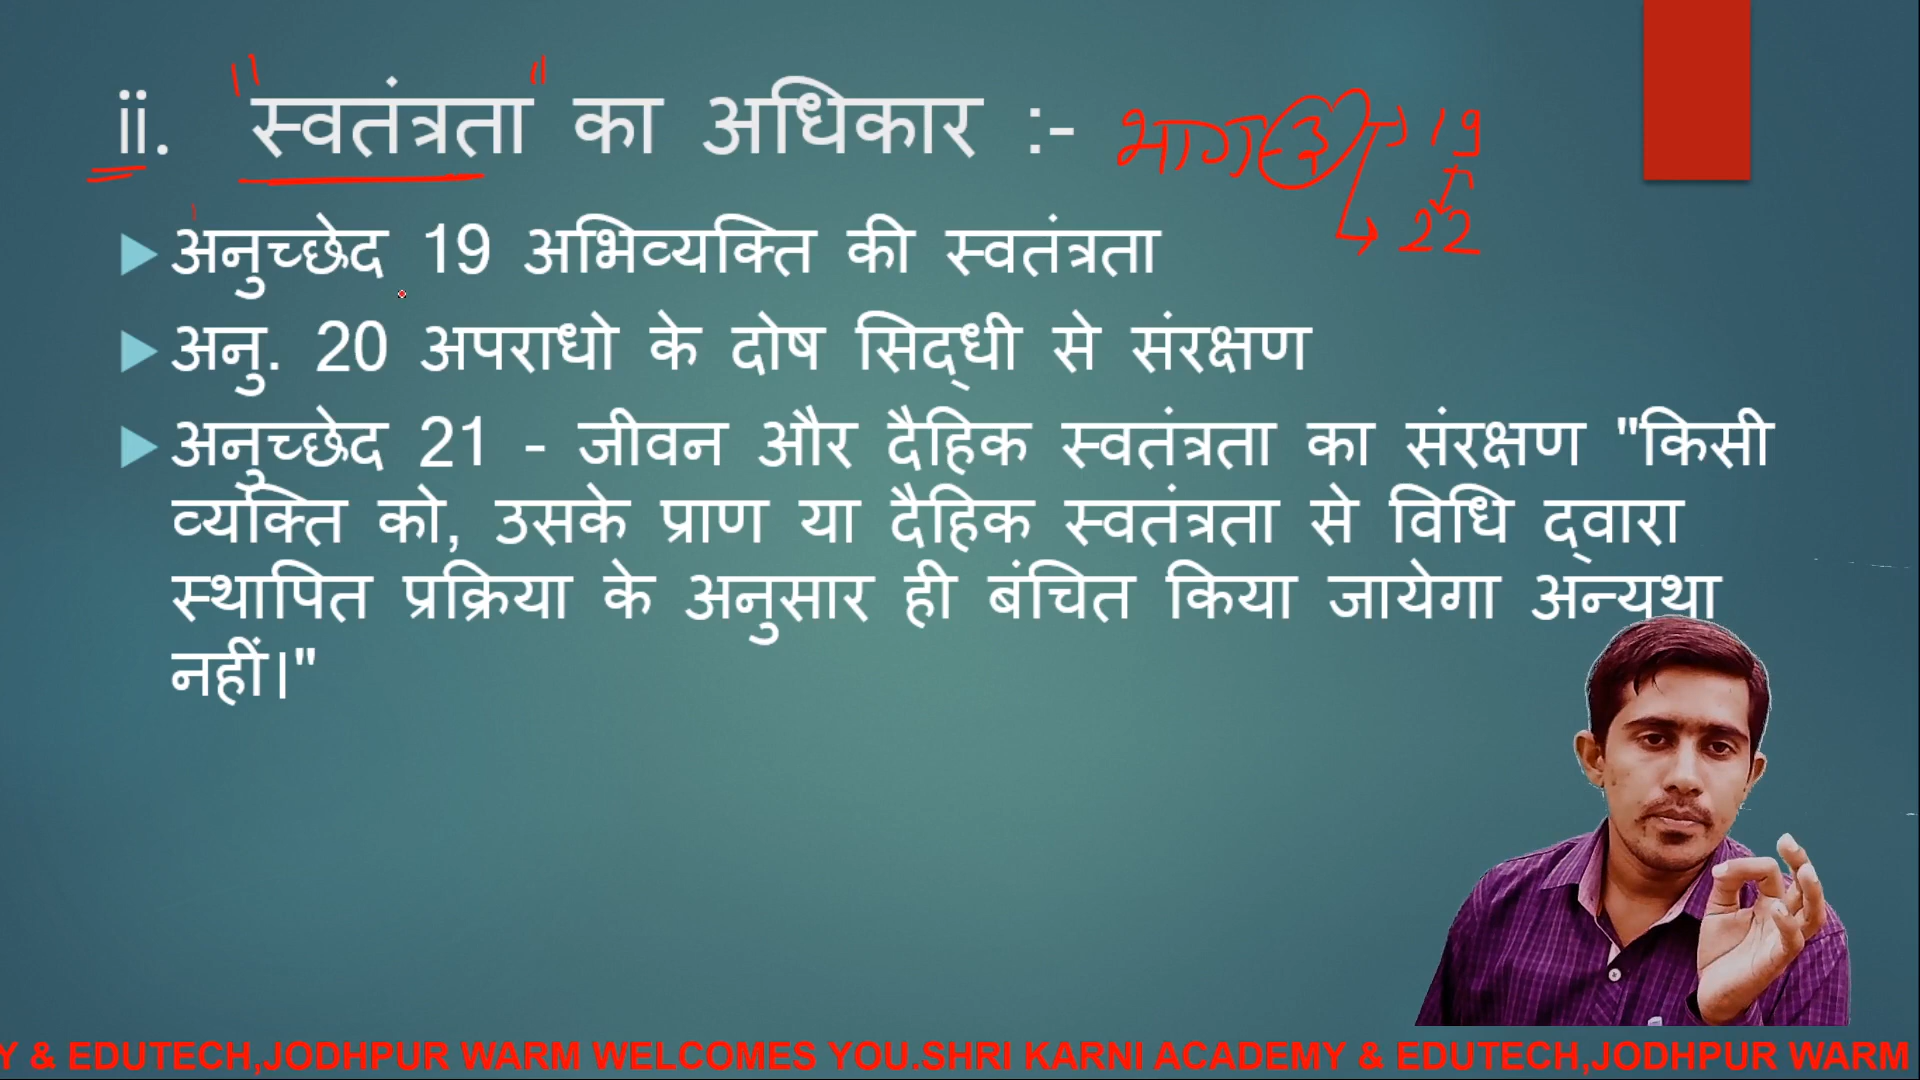 ii. "स्वतंत्रता" का अधिकार :- भाग-3 → 19
→ 22
अनुच्छेद 19 अभिव्यक्ति की स्वतंत्रता
अनु. 20 अपराधो के दोष सिद्धी से संरक्षण
अनुच्छेद 21 - जीवन और दैहिक स्वतंत्रता का संरक्षण "किसी
व्यक्ति को, उसके प्राण या दैहिक स्वतंत्रता से विधि द्वारा
स्थापित प्रक्रिया के अनुसार ही बंचित किया जायेगा अन्यथा
नहीं।"
Y & EDUTECH,JODHPUR WARM WELCOMES YOU.SHRI KARNI ACADEMY & EDUTECH,JODHPUR WARM